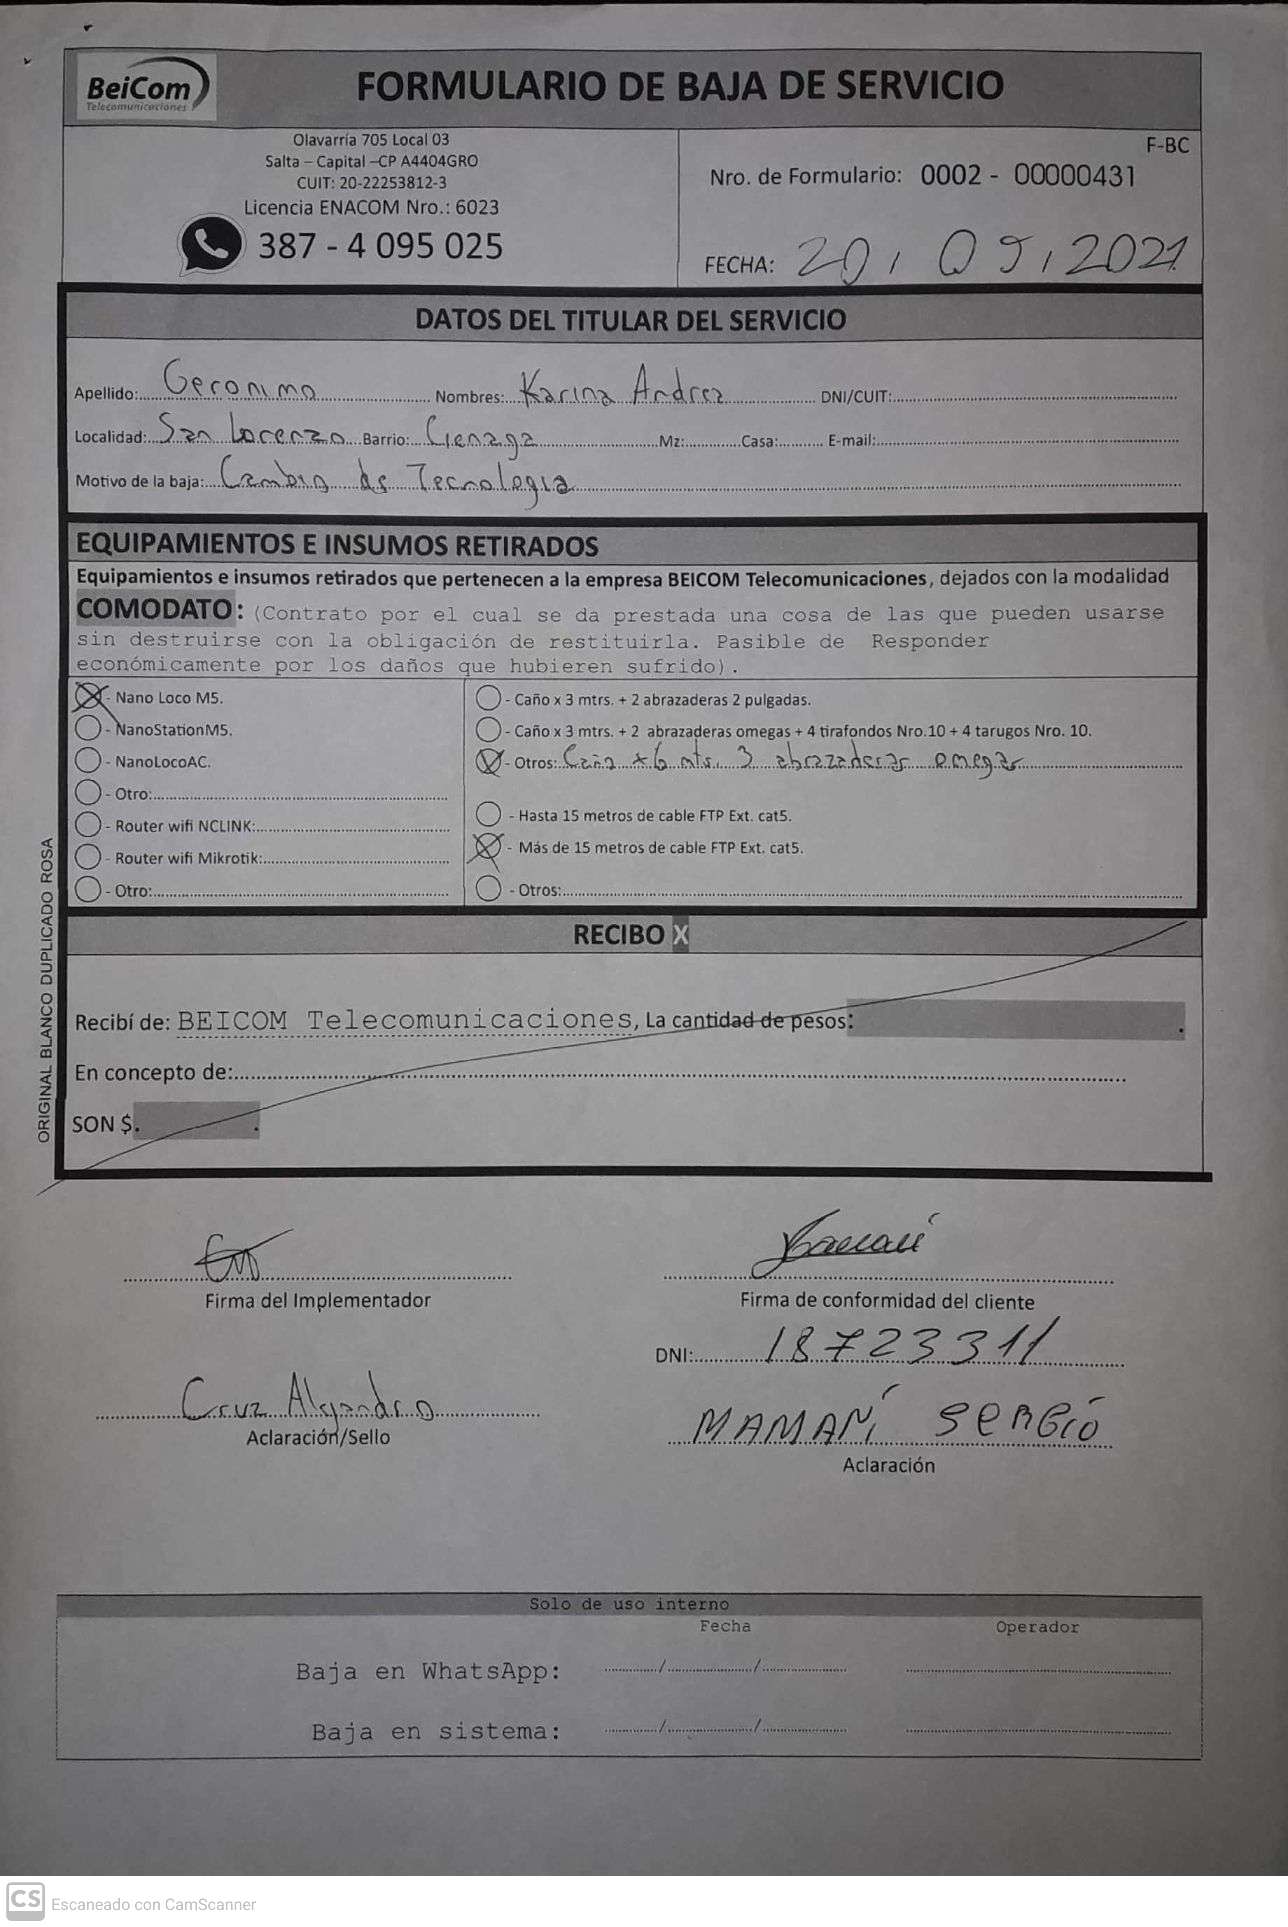 BeiCom
Telecomunicaciones
FORMULARIO DE BAJA DE SERVICIO
Olavarría 705 Local 03
Salta – Capital –CP A4404GRO
CUIT: 20-22253812-3
Licencia ENACOM Nro.: 6023
387 - 4 095 025
F-BC
Nro. de Formulario: 0002 - 00000431
FECHA: 20, 05, 2021
DATOS DEL TITULAR DEL SERVICIO
Apellido: Geronimo Nombres: Karina Andrea DNI/CUIT:
Localidad: San Lorenzo Barrio: Cienaga Mz: Casa: E-mail:
Motivo de la baja: Cambio de Tecnologia
EQUIPAMIENTOS E INSUMOS RETIRADOS
Equipamientos e insumos retirados que pertenecen a la empresa BEICOM Telecomunicaciones, dejados con la modalidad
COMODATO: (Contrato por el cual se da prestada una cosa de las que pueden usarse
sin destruirse con la obligación de restituirla. Pasible de Responder
económicamente por los daños que hubieren sufrido).
- Nano Loco M5.
- NanoStationM5.
- NanoLocoAC.
- Otro:
- Router wifi NCLINK:
- Router wifi Mikrotik:
- Otro:
- Caño x 3 mtrs. + 2 abrazaderas 2 pulgadas.
- Caño x 3 mtrs. + 2 abrazaderas omegas + 4 tirafondos Nro.10 + 4 tarugos Nro. 10.
- Otros: Caño x 6 mts. 3 abrazaderas omegas
- Hasta 15 metros de cable FTP Ext. cat5.
- Más de 15 metros de cable FTP Ext. cat5.
- Otros:
ORIGINAL BLANCO DUPLICADO ROSA
RECIBO X
Recibí de: BEICOM Telecomunicaciones, La cantidad de pesos:
En concepto de:
SON $.
Firma del Implementador
Firma de conformidad del cliente
DNI: 18723311
Cruz Alejandro
Aclaración/Sello
MAMANÍ SERGIO
Aclaración
Solo de uso interno
Fecha Operador
Baja en WhatsApp: / /
Baja en sistema: / /
CS Escaneado con CamScanner